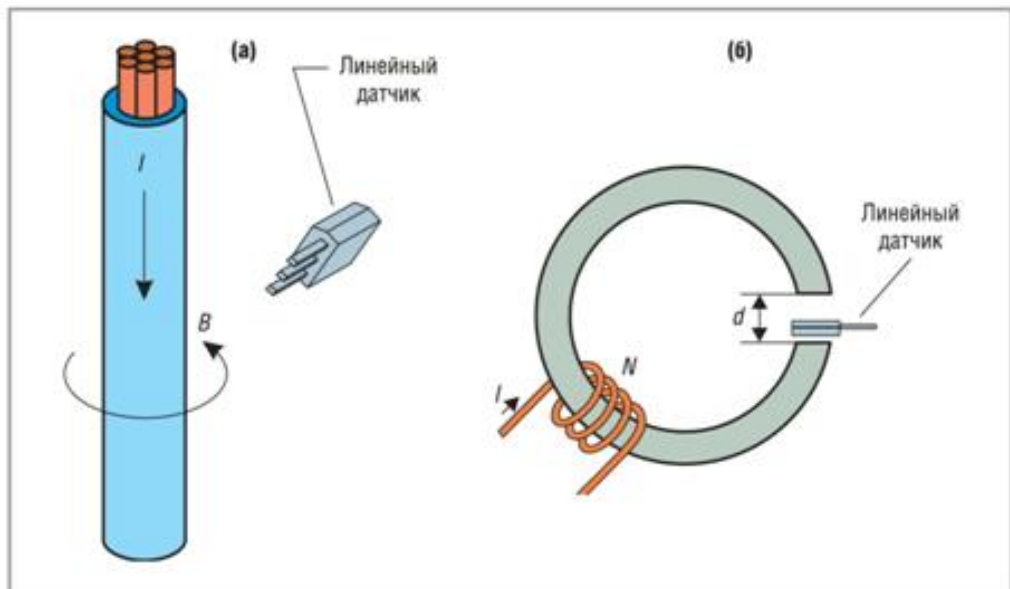 (а)
Линейный
датчик
I
B
(б)
Линейный
датчик
d
N
I